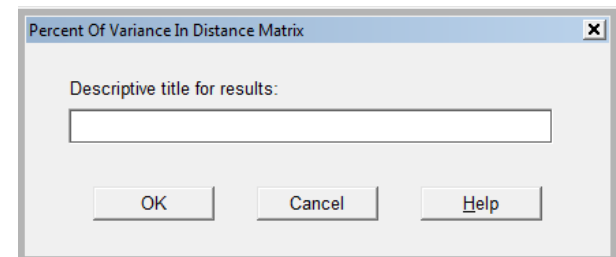 Percent Of Variance In Distance Matrix
Descriptive title for results:
OK Cancel Help